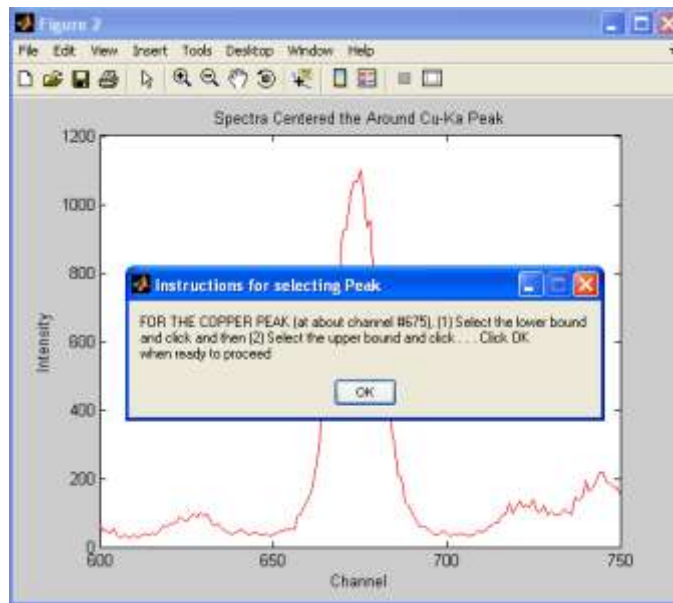 Figure 2
File Edit View Insert Tools Desktop Window Help
Spectra Centered the Around Cu-Ka Peak
1200
1000
800
600
400
200
0
Intensity
Instructions for selecting Peak
FOR THE COPPER PEAK (at about channel #675), (1) Select the lower bound
and click and then (2) Select the upper bound and click . . . Click OK
when ready to proceed
OK
600 650 700 750
Channel